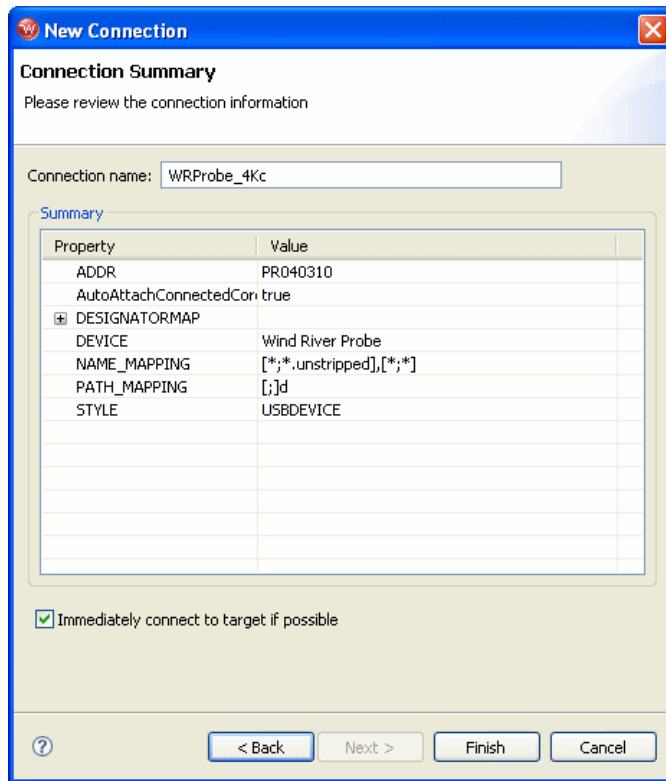 New Connection
Connection Summary
Please review the connection information
Connection name: WRProbe_4Kc
Summary
Property Value
ADDR PR040310
AutoAttachConnectedCor true
DESIGNATORMAP
DEVICE Wind River Probe
NAME_MAPPING [*;*.unstripped],[*;*]
PATH_MAPPING [;]d
STYLE USBDEVICE
Immediately connect to target if possible
< Back Next > Finish Cancel